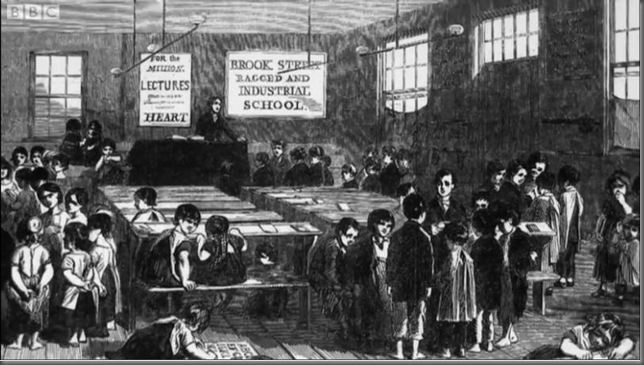 BBC
FOR the
MILLION.
LECTURES
HEART
BROOK STREET
RAGGED AND
INDUSTRIAL
SCHOOL.